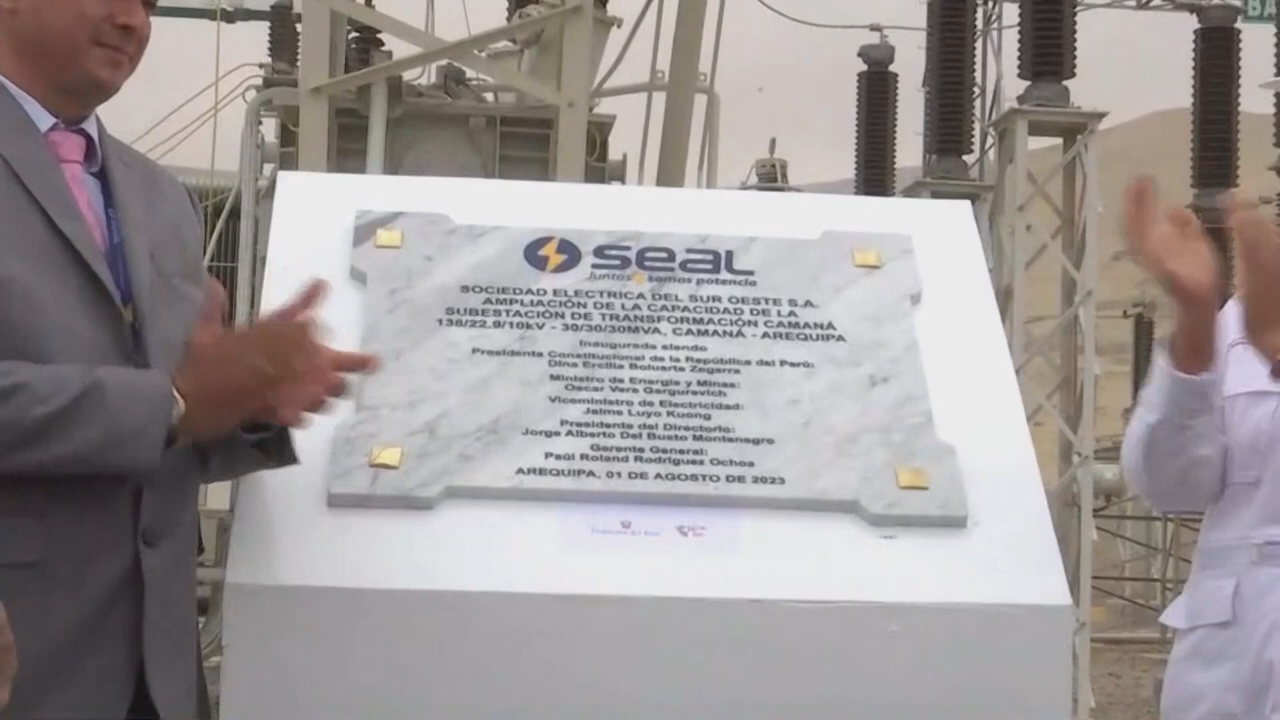 seal
Juntos somos potencia
SOCIEDAD ELECTRICA DEL SUR OESTE S.A.
AMPLIACIÓN DE LA CAPACIDAD DE LA
SUBESTACIÓN DE TRANSFORMACIÓN CAMANÁ
138/22.9/10kV - 30/30/30MVA, CAMANÁ - AREQUIPA
Inaugurada siendo
Presidenta Constitucional de la República del Perú:
Dina Ercilia Boluarte Zegarra
Ministro de Energía y Minas:
Oscar Vera Gargurevich
Viceministro de Electricidad:
Jaime Luyo Kuong
Presidente del Directorio:
Jorge Alberto Del Busto Montenegro
Gerente General:
Paúl Roland Rodríguez Ochoa
AREQUIPA, 01 DE AGOSTO DE 2023
BA